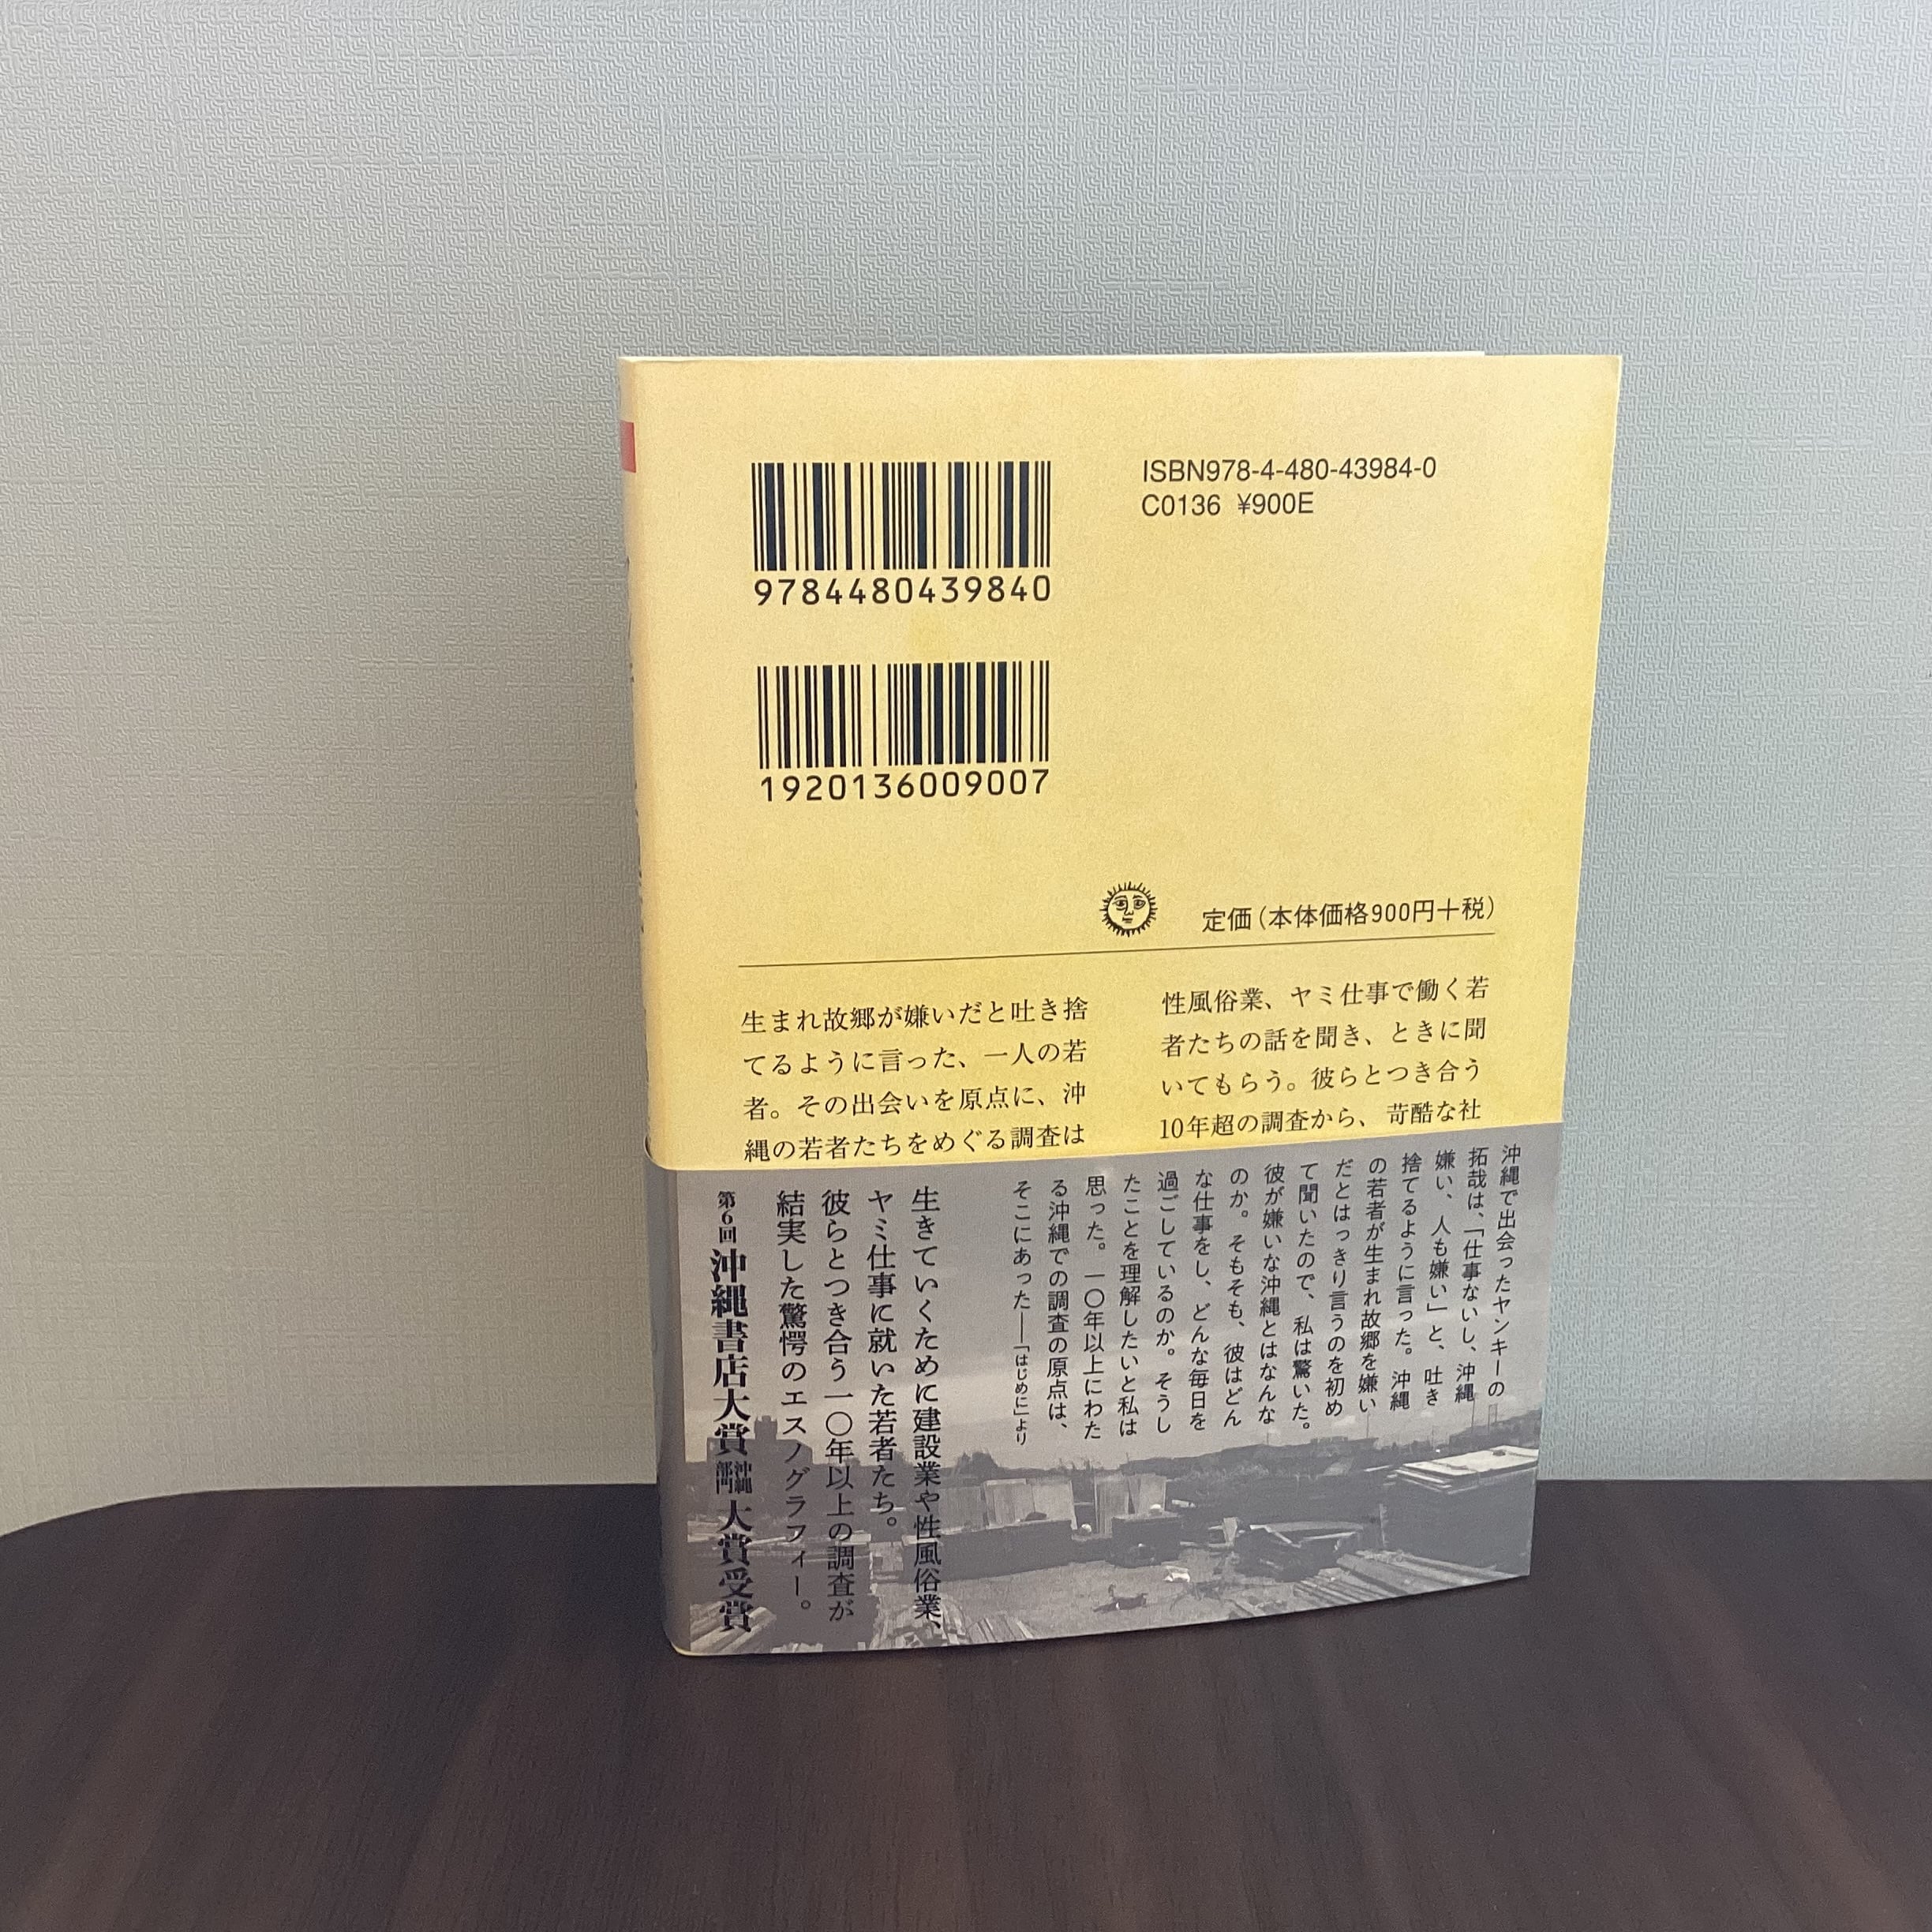 9784480439840
ISBN978-4-480-43984-0
C0136 ¥900E
1920136009007
定価(本体価格900円+税)
生まれ故郷が嫌いだと吐き捨
てるように言った、一人の若
者。その出会いを原点に、沖
縄の若者たちをめぐる調査は
性風俗業、ヤミ仕事で働く若
者たちの話を聞き、ときに聞
いてもらう。彼らとつき合う
10年超の調査から、苛酷な社
沖縄で出会ったヤンキーの
拓哉は、「仕事ないし、沖縄
嫌い、人も嫌い」と、吐き
捨てるように言った。沖縄
の若者が生まれ故郷を嫌い
だとはっきり言うのを初め
て聞いたので、私は驚いた。
彼が嫌いな沖縄とはなんな
のか。そもそも、彼はどん
な仕事をし、どんな毎日を
過ごしているのか。そうし
たことを理解したいと私は
思った。一〇年以上にわた
る沖縄での調査の原点は、
そこにあった――「はじめに」より
生きていくために建設業や性風俗業、
ヤミ仕事に就いた若者たち。
彼らとつき合う一〇年以上の調査が
結実した驚愕のエスノグラフィー。
第6回 沖縄書店大賞 沖縄部門 大賞受賞